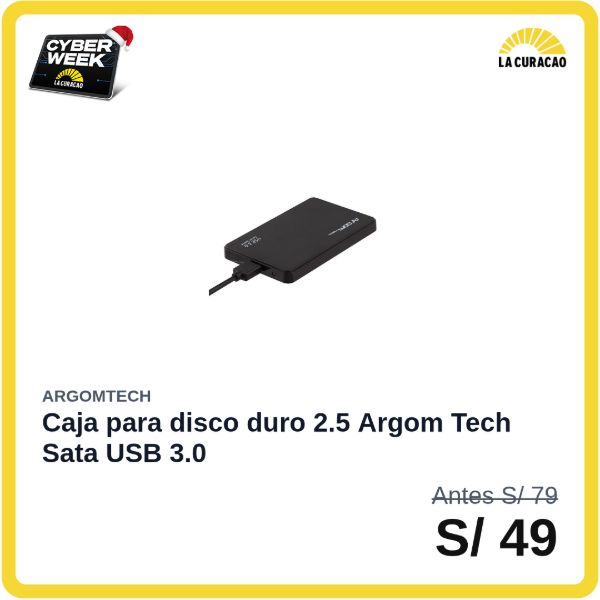 CYBER
WEEK
LA CURACAO
LA CURACAO
ARGOM
ARGOMTECH
Caja para disco duro 2.5 Argom Tech
Sata USB 3.0
Antes S/ 79
S/ 49